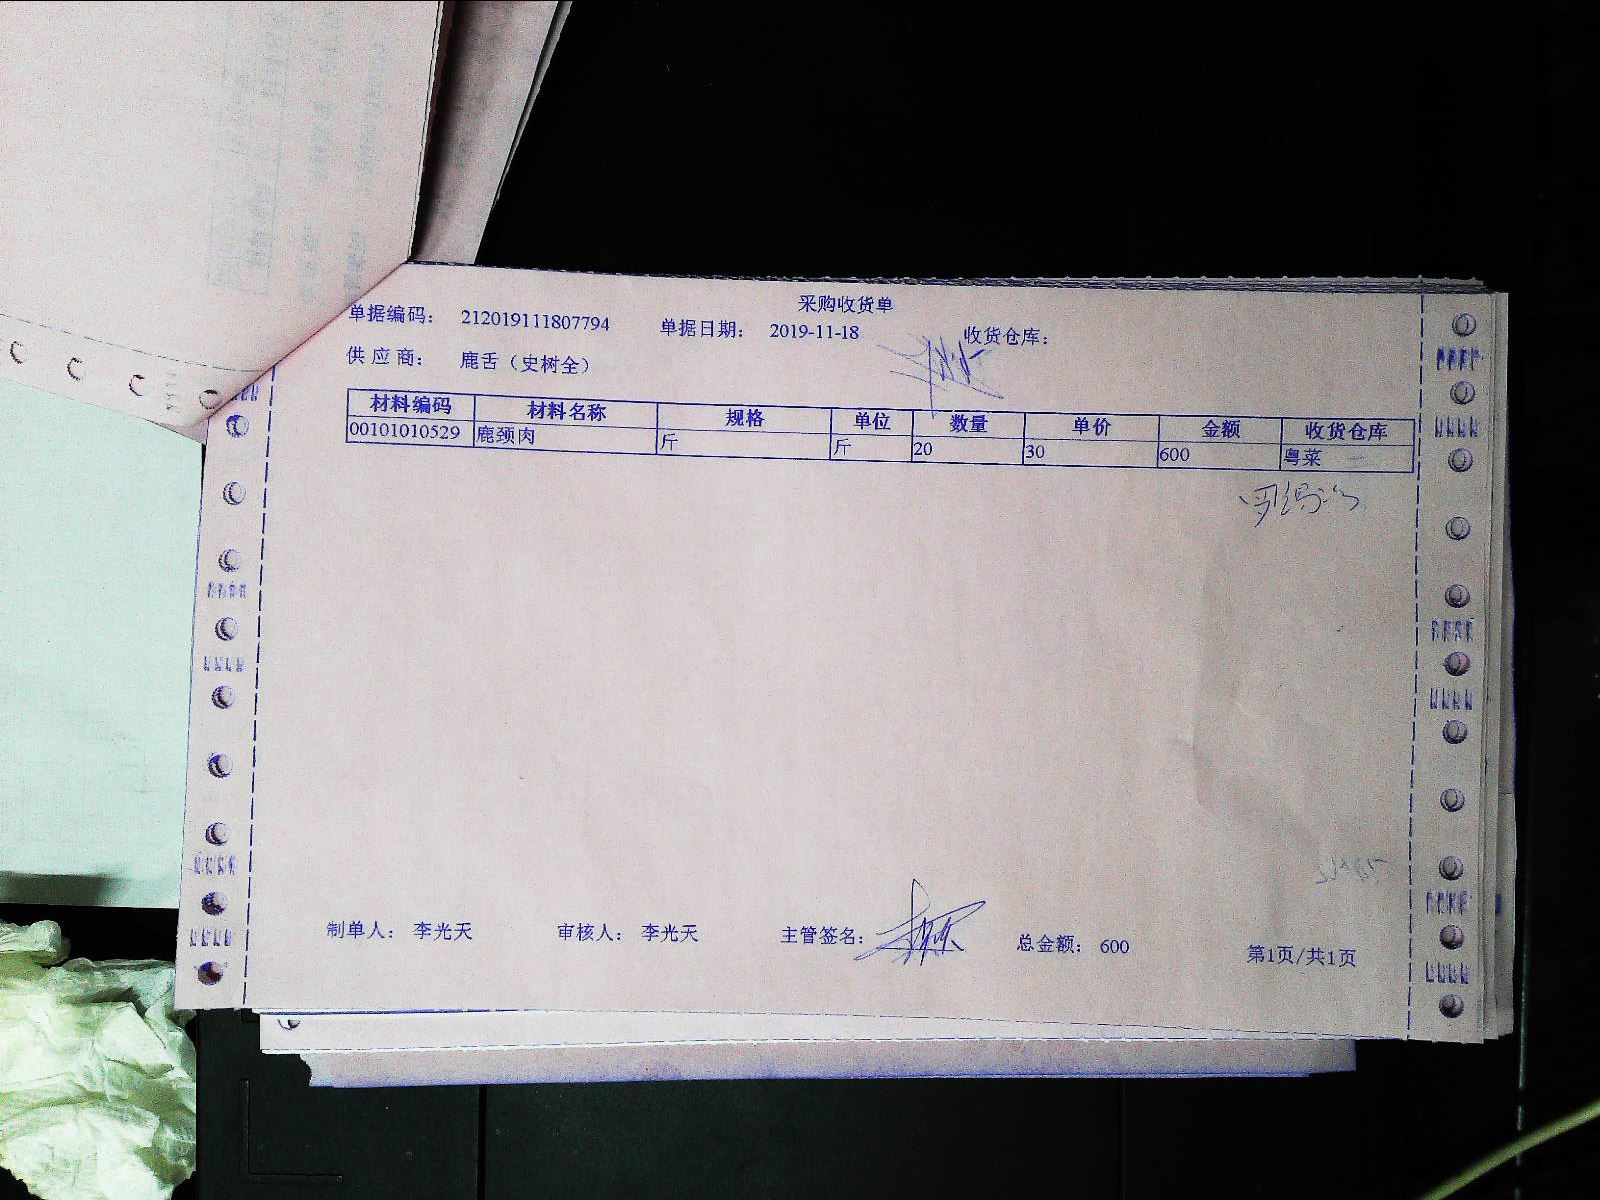 采购收货单
单据编码： 212019111807794 单据日期： 2019-11-18 收货仓库：
供应商： 鹿舌（史树全）
材料编码 材料名称 规格 单位 数量 单价 金额 收货仓库
00101010529 鹿颈肉 斤 斤 20 30 600 粤菜
制单人： 李光天 审核人： 李光天 主管签名： 总金额： 600 第1页/共1页